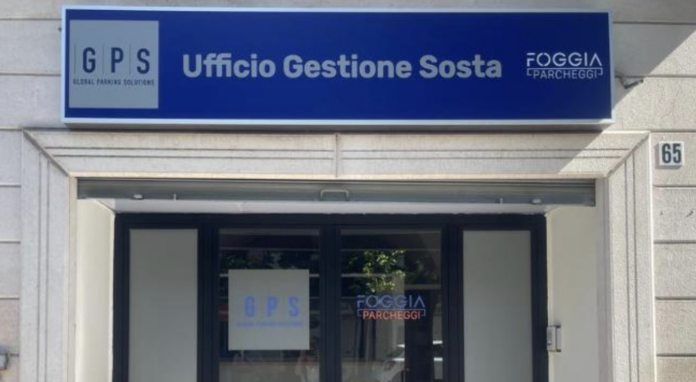 GPS
GLOBAL PARKING SOLUTIONS
Ufficio Gestione Sosta
FOGGIA
PARCHEGGI
65
GPS
GLOBAL PARKING SOLUTIONS
FOGGIA
PARCHEGGI